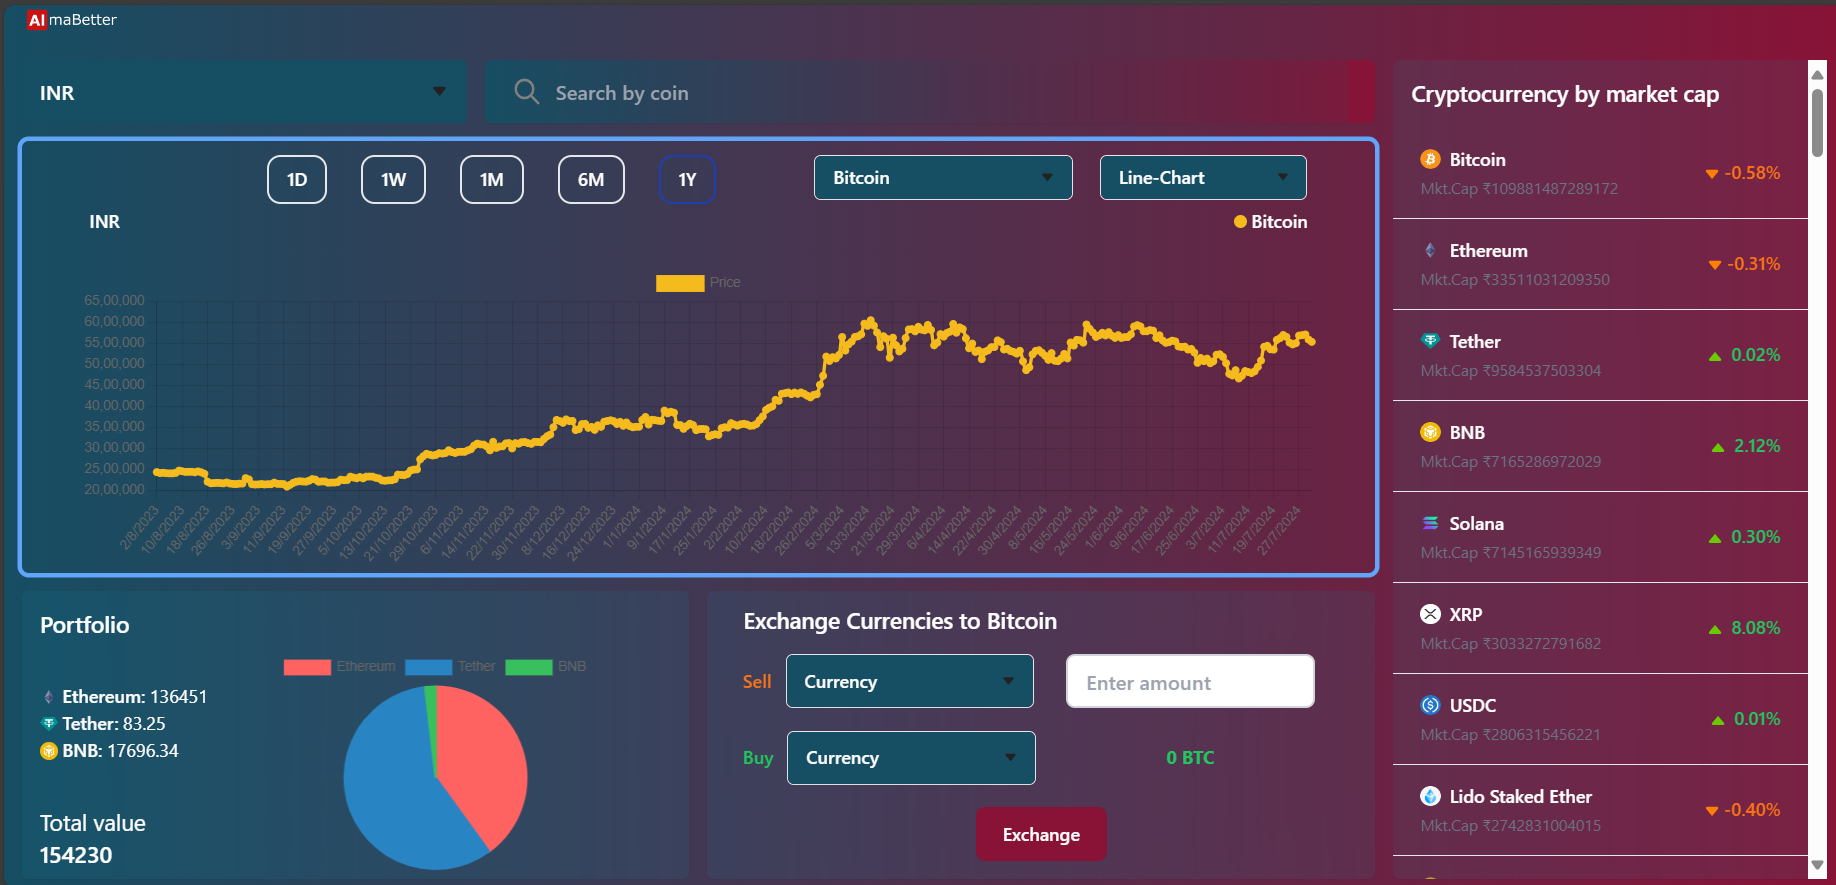 AlmaBetter
INR
Search by coin
1D
1W
1M
6M
1Y
Bitcoin
Line-Chart
INR
Bitcoin
Price
65,00,000
60,00,000
55,00,000
50,00,000
45,00,000
40,00,000
35,00,000
30,00,000
25,00,000
20,00,000
2/8/2023
10/8/2023
18/8/2023
26/8/2023
3/9/2023
11/9/2023
19/9/2023
27/9/2023
5/10/2023
13/10/2023
21/10/2023
29/10/2023
6/11/2023
14/11/2023
22/11/2023
30/11/2023
8/12/2023
16/12/2023
24/12/2023
1/1/2024
9/1/2024
17/1/2024
25/1/2024
2/2/2024
10/2/2024
18/2/2024
26/2/2024
5/3/2024
13/3/2024
21/3/2024
29/3/2024
6/4/2024
14/4/2024
22/4/2024
30/4/2024
8/5/2024
16/5/2024
24/5/2024
1/6/2024
9/6/2024
17/6/2024
25/6/2024
3/7/2024
11/7/2024
19/7/2024
27/7/2024
Portfolio
Ethereum: 136451
Tether: 83.25
BNB: 17696.34
Total value
154230
Ethereum Tether BNB
Exchange Currencies to Bitcoin
Sell Currency Enter amount
Buy Currency 0 BTC
Exchange
Cryptocurrency by market cap
Bitcoin
-0.58%
Mkt.Cap ₹109881487289172
Ethereum
-0.31%
Mkt.Cap ₹33511031209350
Tether
0.02%
Mkt.Cap ₹9584537503304
BNB
2.12%
Mkt.Cap ₹7165286972029
Solana
0.30%
Mkt.Cap ₹7145165939349
XRP
8.08%
Mkt.Cap ₹3033272791682
USDC
0.01%
Mkt.Cap ₹2806315456221
Lido Staked Ether
-0.40%
Mkt.Cap ₹2742831004015